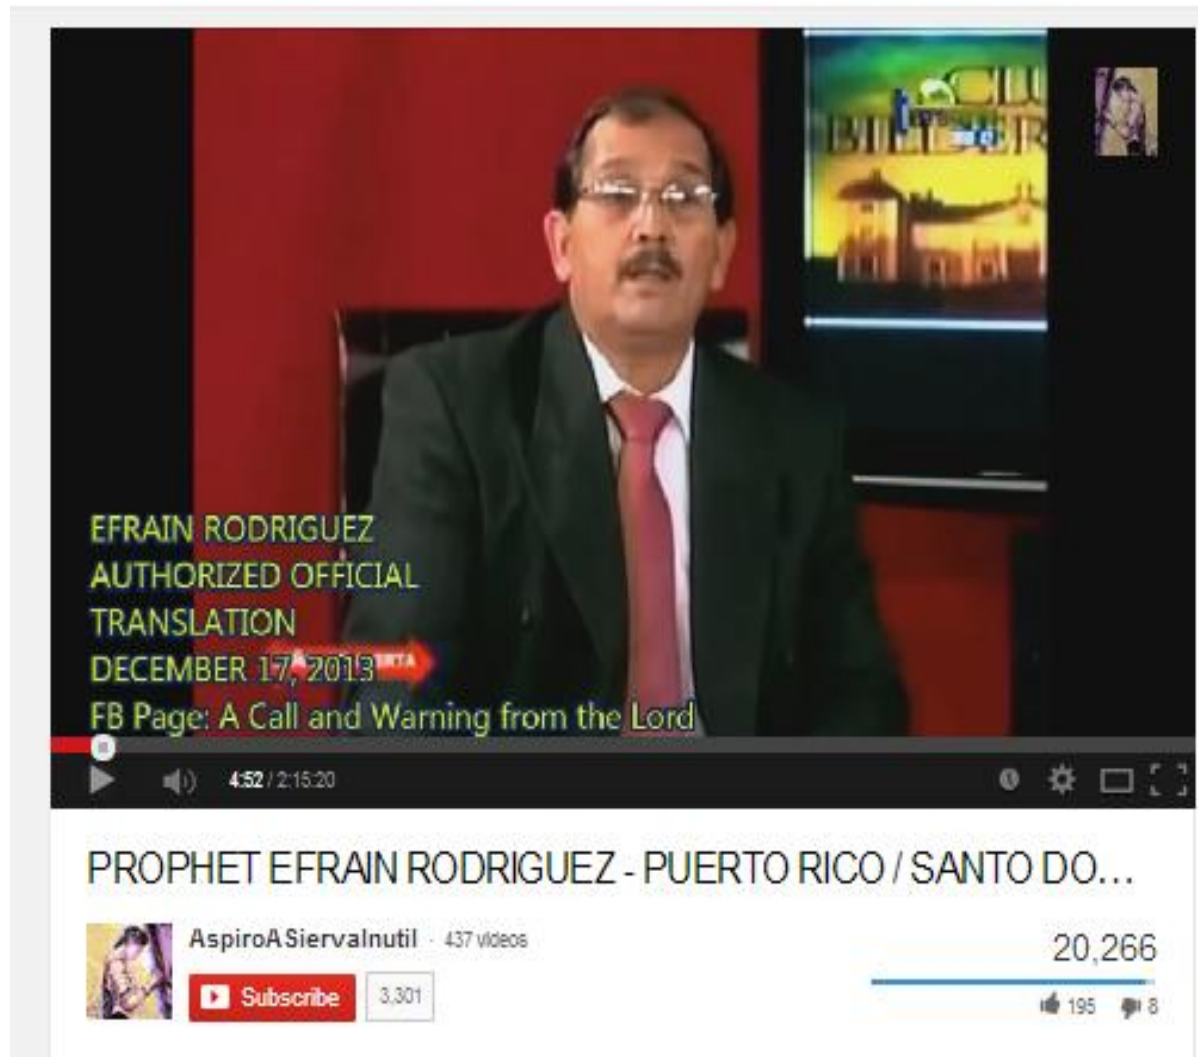 CLU
BILDER
EFRAIN RODRIGUEZ
AUTHORIZED OFFICIAL
TRANSLATION
DECEMBER 17, 2013
FB Page: A Call and Warning from the Lord
4:52 / 2:15:20
PROPHET EFRAIN RODRIGUEZ - PUERTO RICO / SANTO DO...
AspiroASiervaInutil · 437 videos
20,266
Subscribe 3,301
195 8